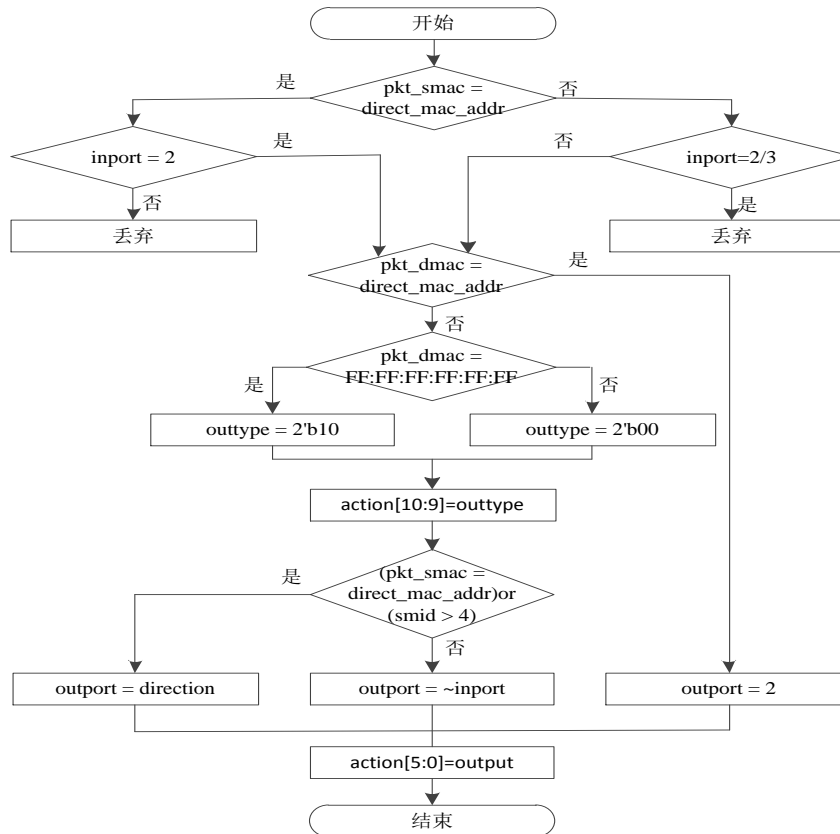 开始
是
pkt_smac =
direct_mac_addr
否
inport = 2
是
否
inport=2/3
否
是
丢弃
丢弃
pkt_dmac =
direct_mac_addr
是
否
pkt_dmac =
FF:FF:FF:FF:FF:FF
是
否
outtype = 2'b10
outtype = 2'b00
action[10:9]=outtype
是
(pkt_smac =
direct_mac_addr)or
(smid > 4)
否
outport = direction
outport = ~inport
outport = 2
action[5:0]=output
结束